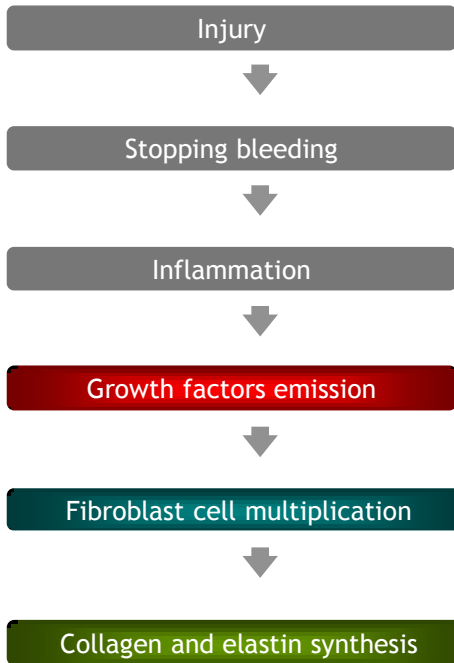 Injury
Stopping bleeding
Inflammation
Growth factors emission
Fibroblast cell multiplication
Collagen and elastin synthesis